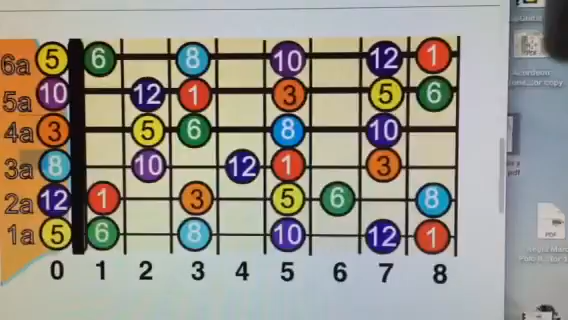 6a 5 6 8 10 12 1
5a 10 12 1 3 5 6
4a 3 5 6 8 10
3a 8 10 12 1 3
2a 12 1 3 5 6 8
1a 5 6 8 10 12 1
0 1 2 3 4 5 6 7 8
pdf
PDF